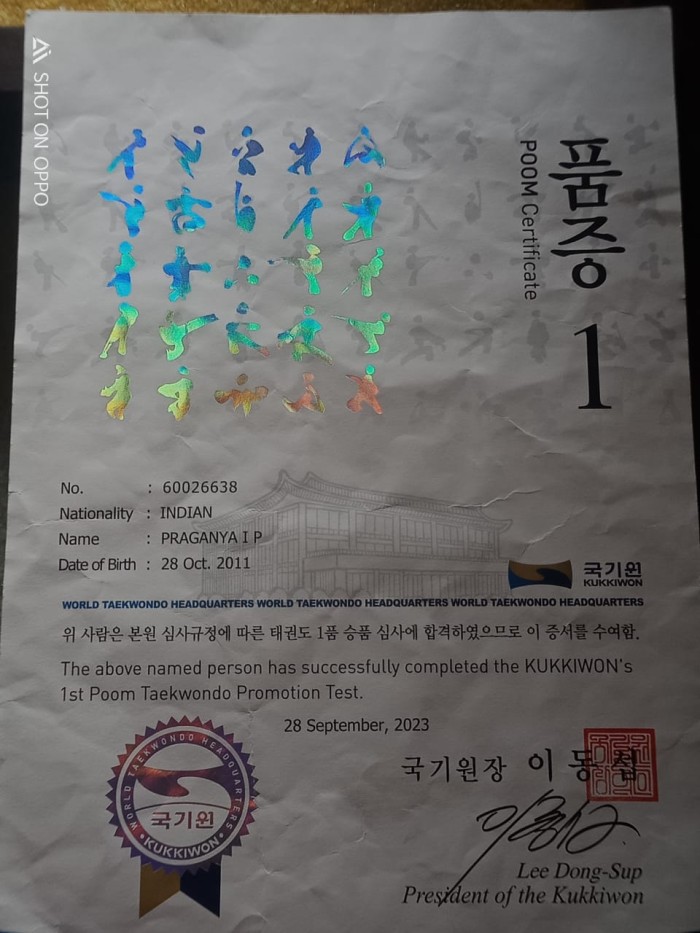 SHOT ON OPPO
품증
POOM Certificate
1
No. : 60026638
Nationality : INDIAN
Name : PRAGANYA I P
Date of Birth : 28 Oct. 2011
국기원
KUKKIWON
WORLD TAEKWONDO HEADQUARTERS WORLD TAEKWONDO HEADQUARTERS WORLD TAEKWONDO HEADQUARTERS
위 사람은 본원 심사규정에 따른 태권도 1품 승품 심사에 합격하였으므로 이 증서를 수여함.
The above named person has successfully completed the KUKKIWON's
1st Poom Taekwondo Promotion Test.
28 September, 2023
WORLD TAEKWONDO HEADQUARTERS
국기원
KUKKIWON
국기원장 이동섭
Lee Dong-Sup
President of the Kukkiwon